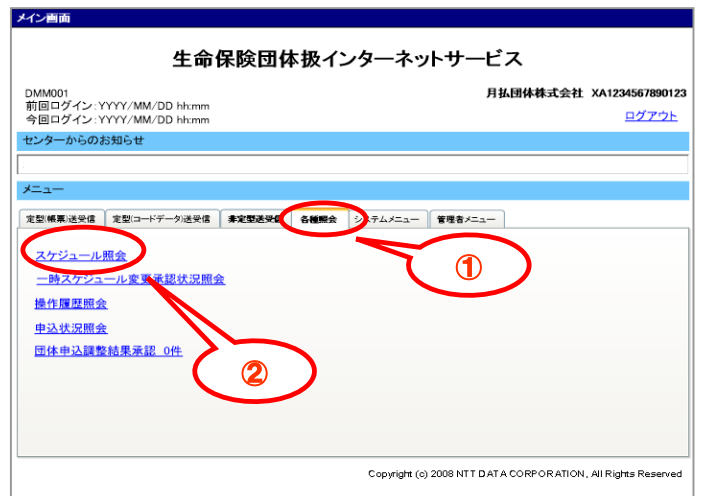 メイン画面
生命保険団体扱インターネットサービス
DMM001
月払団体株式会社 XA1234567890123
前回ログイン:YYYY/MM/DD hh:mm
今回ログイン:YYYY/MM/DD hh:mm
ログアウト
センターからのお知らせ
メニュー
定型(帳票)送受信 定型(コードデータ)送受信 非定型送受信 各種照会 システムメニュー 管理者メニュー
スケジュール照会
①
一時スケジュール変更承認状況照会
操作履歴照会
申込状況照会
団体申込調整結果承認 0件
②
Copyright (c) 2008 NTT DATA CORPORATION, All Rights Reserved